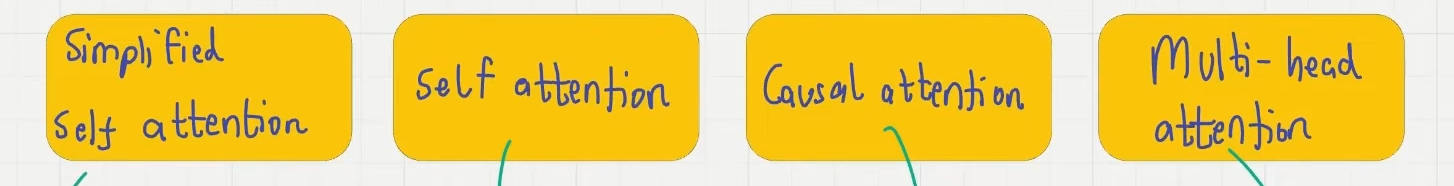 Simplified
Self attention
Self attention
Causal attention
Multi-head
attention